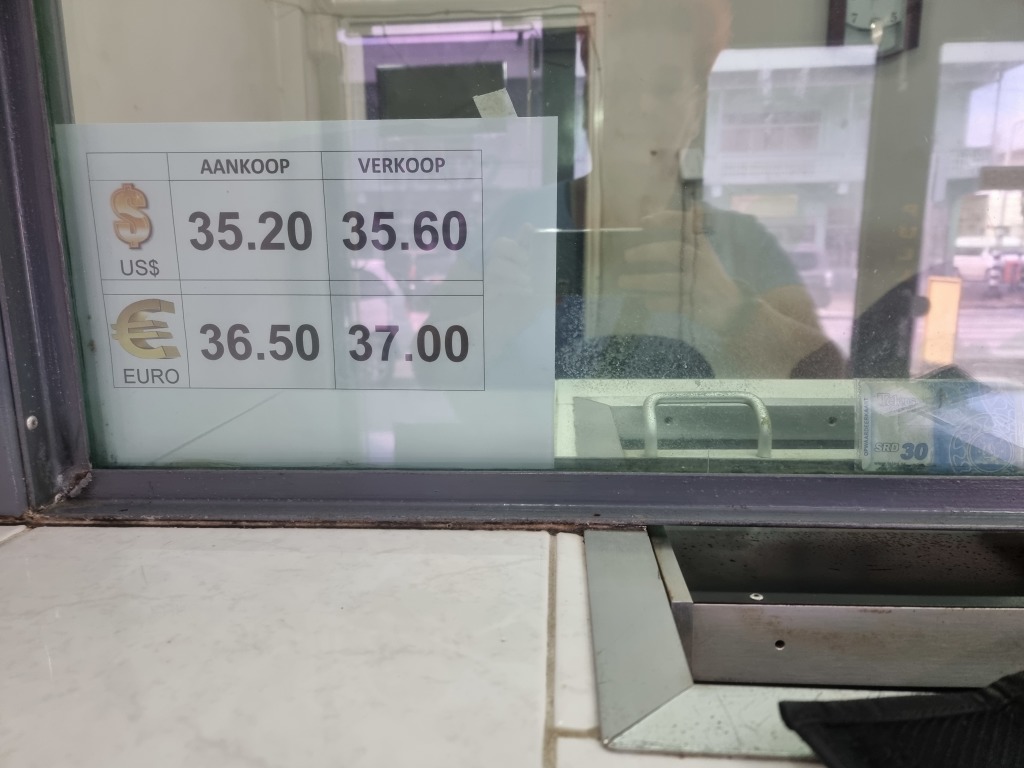 AANKOOP VERKOOP
US$ 35.20 35.60
EURO 36.50 37.00
SRD 30